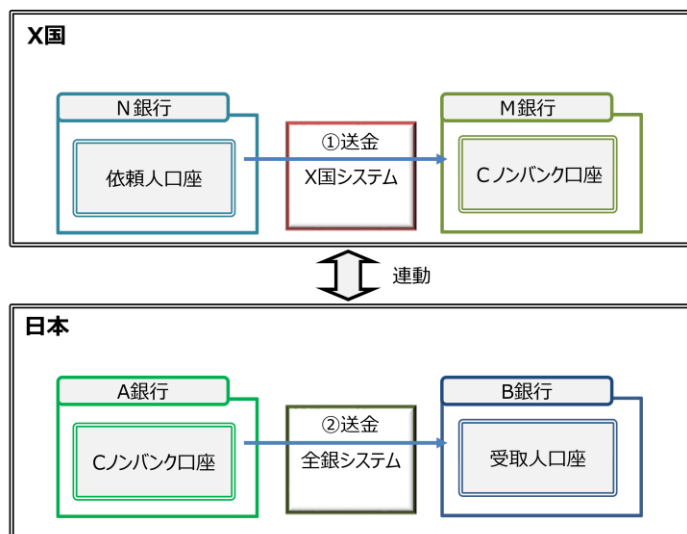 X国
N銀行
M銀行
①送金
X国システム
依頼人口座
Cノンバンク口座
連動
日本
A銀行
B銀行
②送金
全銀システム
Cノンバンク口座
受取人口座